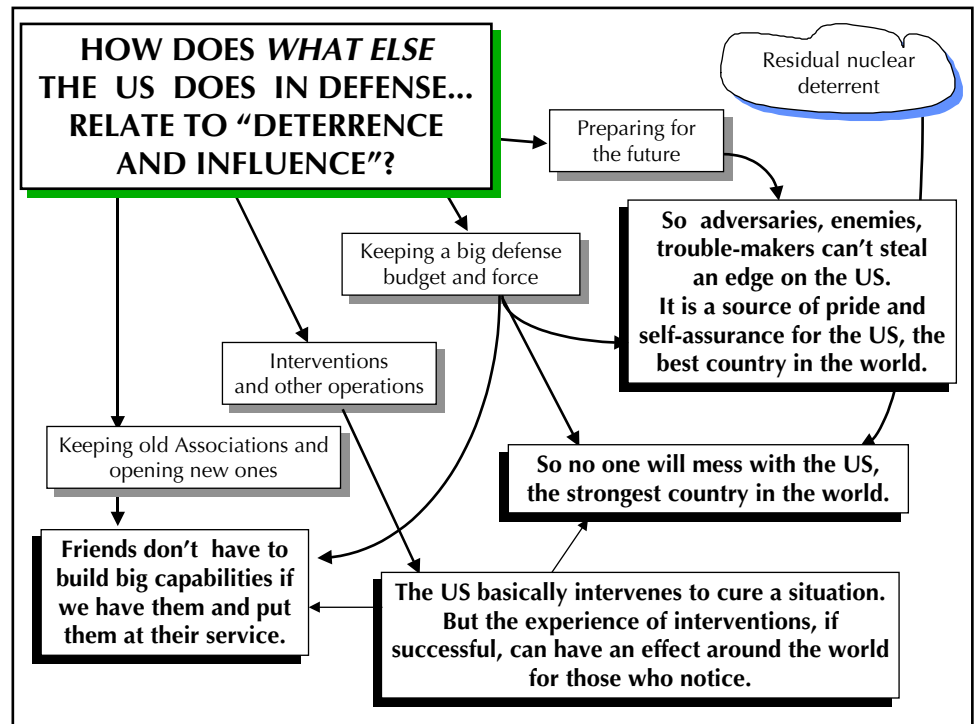 HOW DOES WHAT ELSE
THE US DOES IN DEFENSE...
RELATE TO “DETERRENCE
AND INFLUENCE”?
Residual nuclear
deterrent
Preparing for
the future
So adversaries, enemies,
trouble-makers can’t steal
an edge on the US.
It is a source of pride and
self-assurance for the US, the
best country in the world.
Keeping a big defense
budget and force
Interventions
and other operations
Keeping old Associations and
opening new ones
So no one will mess with the US,
the strongest country in the world.
Friends don’t have to
build big capabilities if
we have them and put
them at their service.
The US basically intervenes to cure a situation.
But the experience of interventions, if
successful, can have an effect around the world
for those who notice.